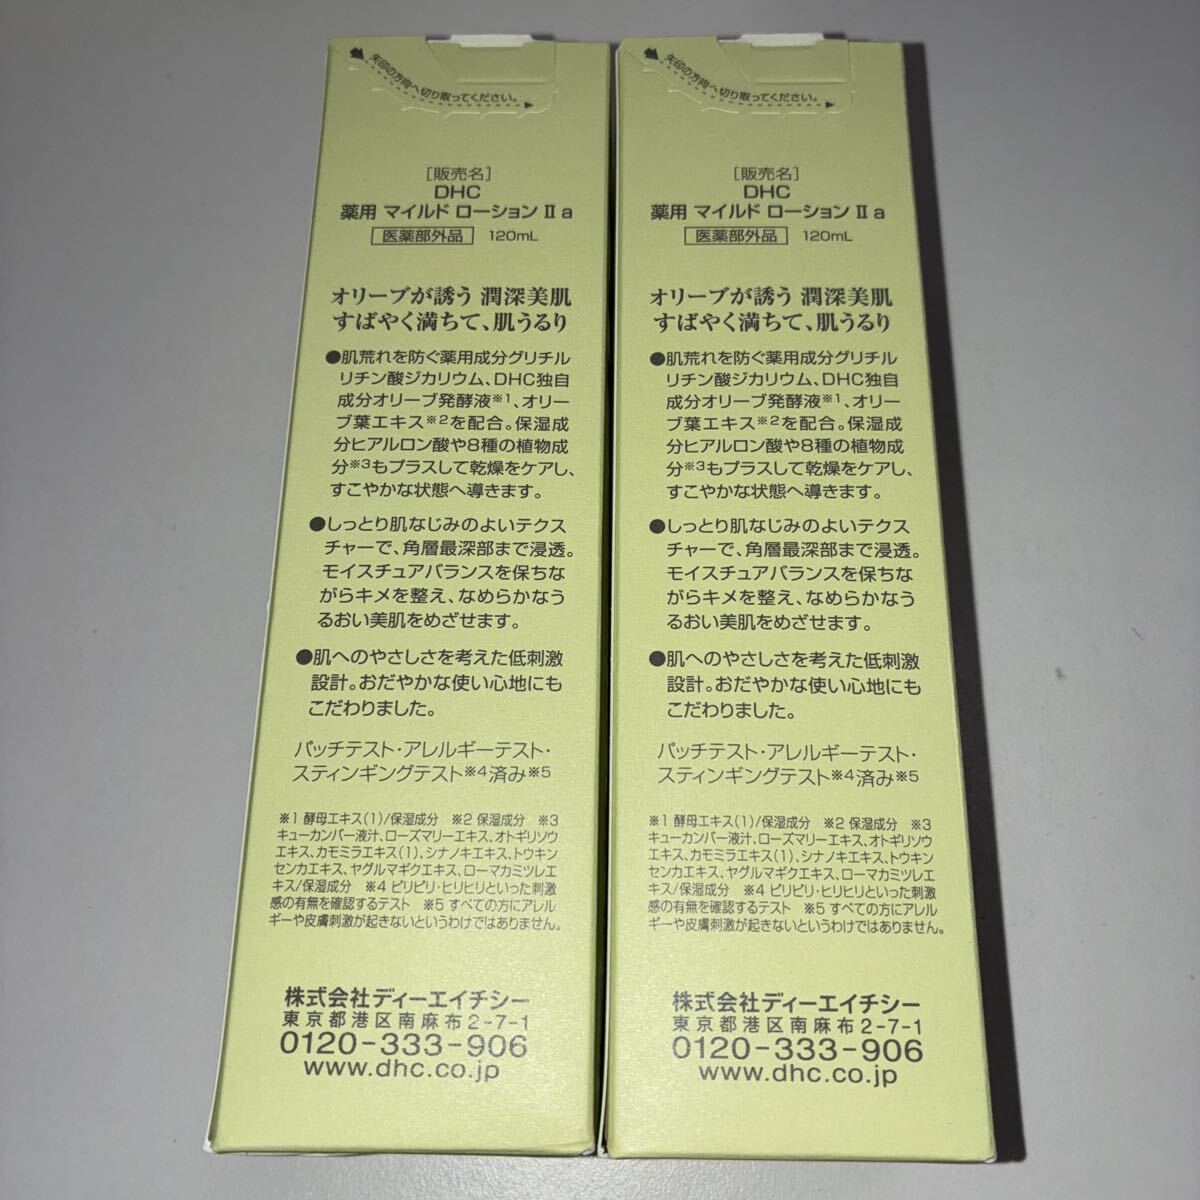 矢印の方向へ切り取ってください。
［販売名］
DHC
薬用 マイルド ローション Ⅱ a
医薬部外品 120mL
オリーブが誘う 潤深美肌
すばやく満ちて、肌うるり
●肌荒れを防ぐ薬用成分グリチル
リチン酸ジカリウム、DHC独自
成分オリーブ発酵液※1、オリー
ブ葉エキス※2を配合。保湿成
分ヒアルロン酸や8種の植物成
分※3もプラスして乾燥をケアし、
すこやかな状態へ導きます。
●しっとり肌なじみのよいテクス
チャーで、角層最深部まで浸透。
モイスチュアバランスを保ちな
がらキメを整え、なめらかなう
るおい美肌をめざせます。
●肌へのやさしさを考えた低刺激
設計。おだやかな使い心地にも
こだわりました。
パッチテスト・アレルギーテスト・
スティンギングテスト※4済み※5
※1 酵母エキス(1)/保湿成分 ※2 保湿成分 ※3
キューカンバー液汁、ローズマリーエキス、オトギリソウ
エキス、カモミラエキス(1)、シナノキエキス、トウキン
センカエキス、ヤグルマギクエキス、ローマカミツレエ
キス/保湿成分 ※4 ピリピリ・ヒリヒリといった刺激
感の有無を確認するテスト ※5 すべての方にアレル
ギーや皮膚刺激が起きないというわけではありません。
株式会社ディーエイチシー
東京都港区南麻布2-7-1
0120-333-906
www.dhc.co.jp
矢印の方向へ切り取ってください。
［販売名］
DHC
薬用 マイルド ローション Ⅱ a
医薬部外品 120mL
オリーブが誘う 潤深美肌
すばやく満ちて、肌うるり
●肌荒れを防ぐ薬用成分グリチル
リチン酸ジカリウム、DHC独自
成分オリーブ発酵液※1、オリー
ブ葉エキス※2を配合。保湿成
分ヒアルロン酸や8種の植物成
分※3もプラスして乾燥をケアし、
すこやかな状態へ導きます。
●しっとり肌なじみのよいテクス
チャーで、角層最深部まで浸透。
モイスチュアバランスを保ちな
がらキメを整え、なめらかなう
るおい美肌をめざせます。
●肌へのやさしさを考えた低刺激
設計。おだやかな使い心地にも
こだわりました。
パッチテスト・アレルギーテスト・
スティンギングテスト※4済み※5
※1 酵母エキス(1)/保湿成分 ※2 保湿成分 ※3
キューカンバー液汁、ローズマリーエキス、オトギリソウ
エキス、カモミラエキス(1)、シナノキエキス、トウキン
センカエキス、ヤグルマギクエキス、ローマカミツレエ
キス/保湿成分 ※4 ピリピリ・ヒリヒリといった刺激
感の有無を確認するテスト ※5 すべての方にアレル
ギーや皮膚刺激が起きないというわけではありません。
株式会社ディーエイチシー
東京都港区南麻布2-7-1
0120-333-906
www.dhc.co.jp